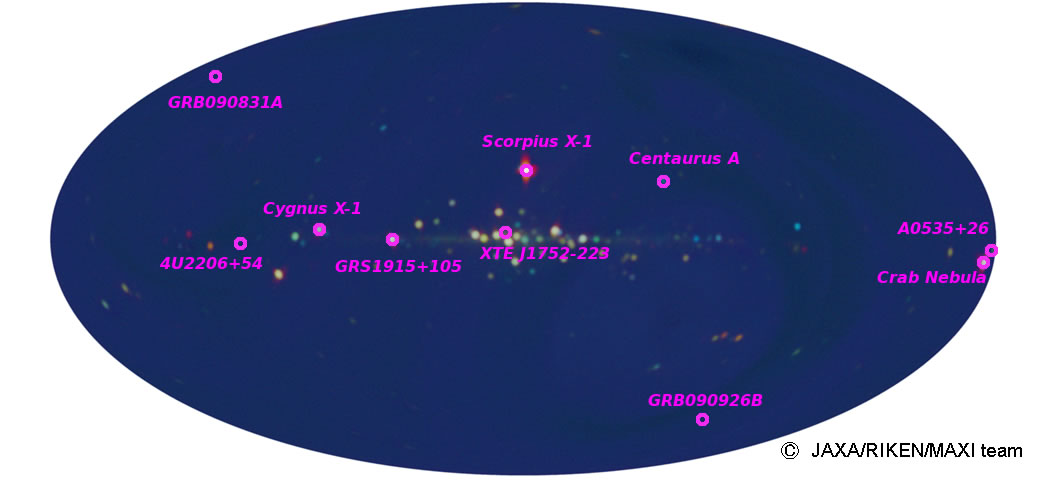 GRB090831A
Scorpius X-1
Centaurus A
Cygnus X-1
A0535+26
4U2206+54
GRS1915+105
XTE J1752-223
Crab Nebula
GRB090926B
© JAXA/RIKEN/MAXI team